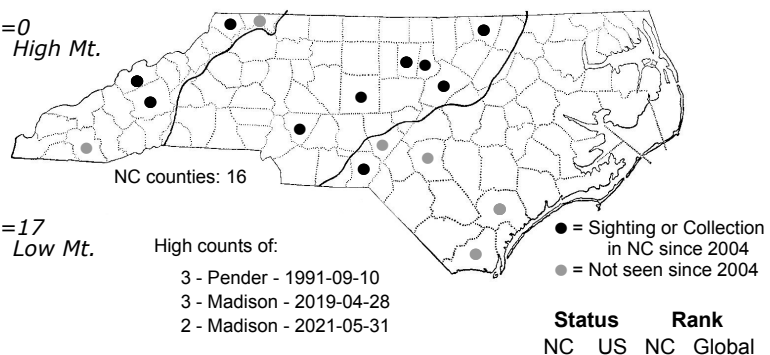 =0
High Mt.
NC counties: 16
=17
Low Mt.
High counts of:
3 - Pender - 1991-09-10
3 - Madison - 2019-04-28
2 - Madison - 2021-05-31
● = Sighting or Collection
in NC since 2004
● = Not seen since 2004
Status Rank
NC US NC Global